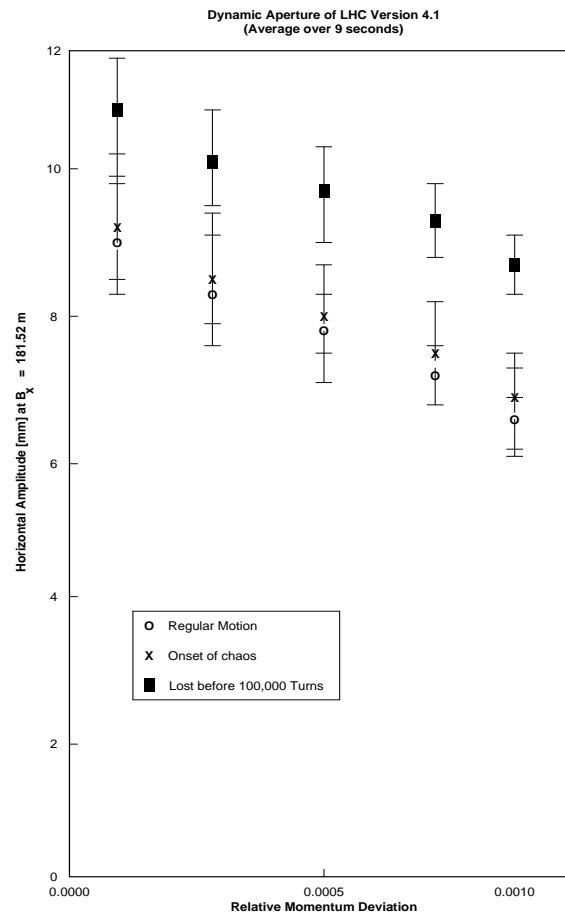 Dynamic Aperture of LHC Version 4.1
(Average over 9 seconds)
12
10
8
6
4
2
0
Horizontal Amplitude [mm] at B_x = 181.52 m
O Regular Motion
X Onset of chaos
■ Lost before 100,000 Turns
0.0000 0.0005 0.0010
Relative Momentum Deviation